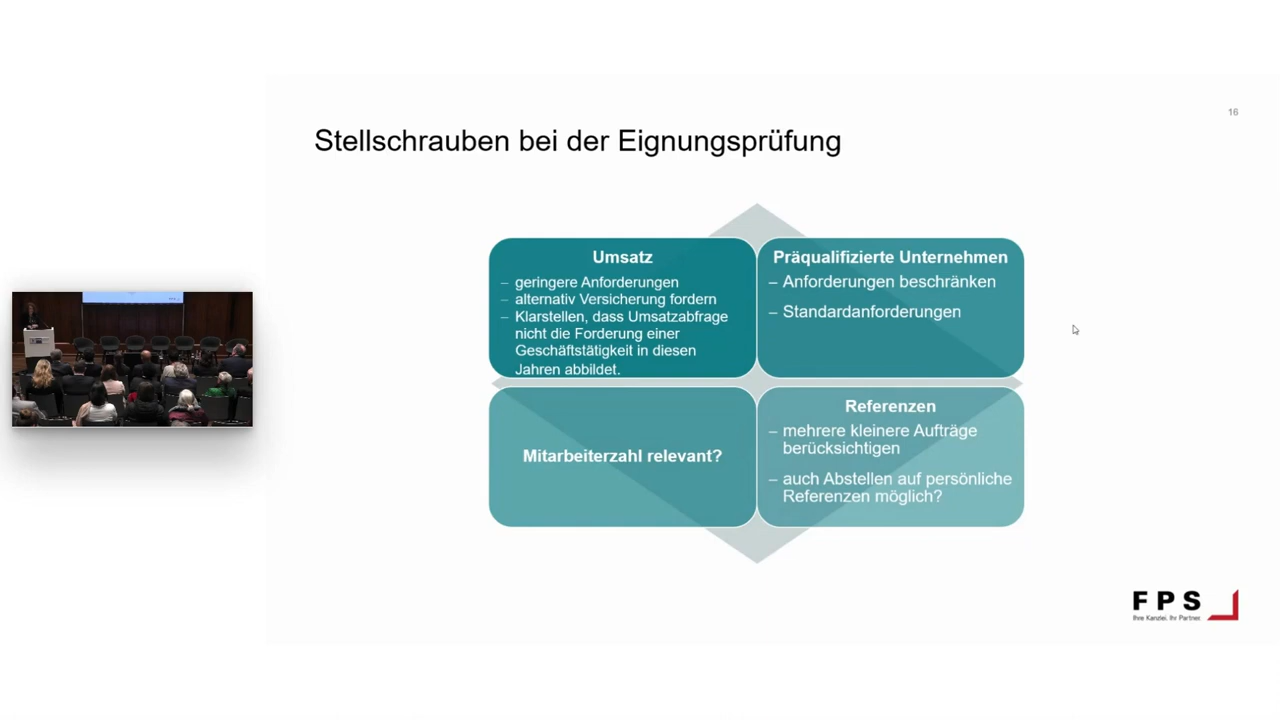 16
Stellschrauben bei der Eignungsprüfung
Umsatz
– geringere Anforderungen
– alternativ Versicherung fordern
– Klarstellen, dass Umsatzabfrage
nicht die Forderung einer
Geschäftstätigkeit in diesen
Jahren abbildet.
Präqualifizierte Unternehmen
– Anforderungen beschränken
– Standardanforderungen
Mitarbeiterzahl relevant?
Referenzen
– mehrere kleinere Aufträge
berücksichtigen
– auch Abstellen auf persönliche
Referenzen möglich?
FPS
Ihre Kanzlei. Ihr Partner.